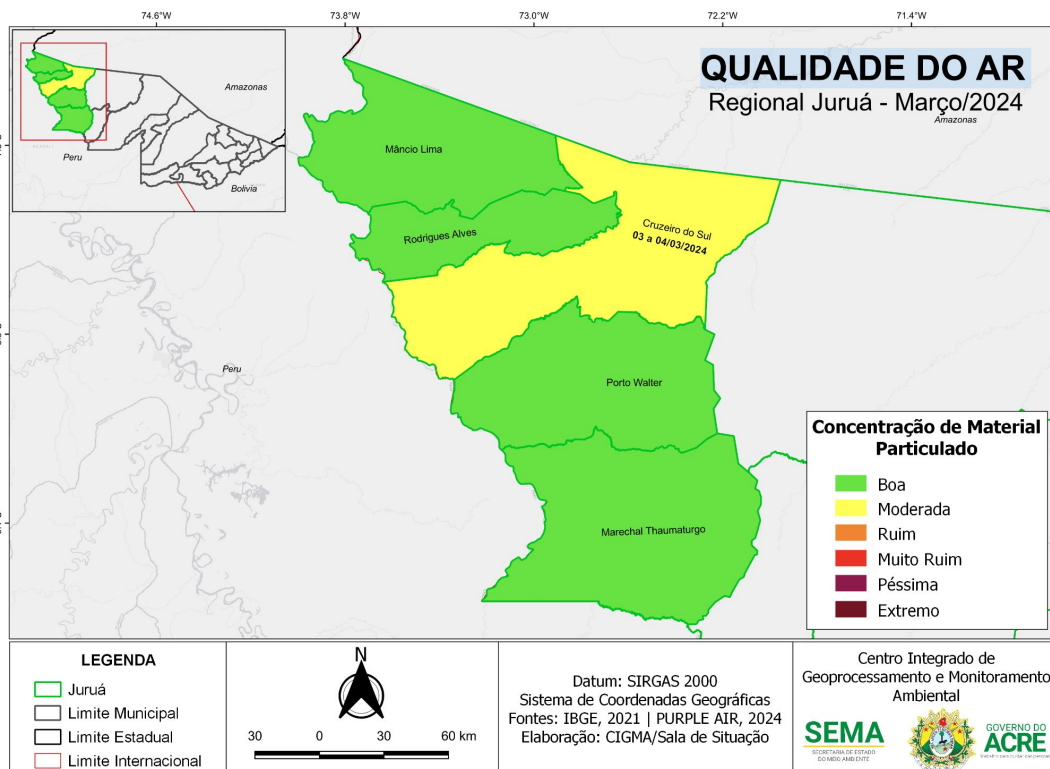 74.6°W
73.8°W
73.0°W
72.2°W
71.4°W
QUALIDADE DO AR
Regional Juruá - Março/2024
Amazonas
Amazonas
Peru
Bolivia
Mâncio Lima
Rodrigues Alves
Cruzeiro do Sul
03 a 04/03/2024
Peru
Porto Walter
Marechal Thaumaturgo
Concentração de Material
Particulado
Boa
Moderada
Ruim
Muito Ruim
Péssima
Extremo
LEGENDA
Juruá
Limite Municipal
Limite Estadual
Limite Internacional
N
30 0 30 60 km
Datum: SIRGAS 2000
Sistema de Coordenadas Geográficas
Fontes: IBGE, 2021 | PURPLE AIR, 2024
Elaboração: CIGMA/Sala de Situação
Centro Integrado de
Geoprocessamento e Monitoramento
Ambiental
SEMA
SECRETARIA DE ESTADO
DO MEIO AMBIENTE
GOVERNO DO
ACRE